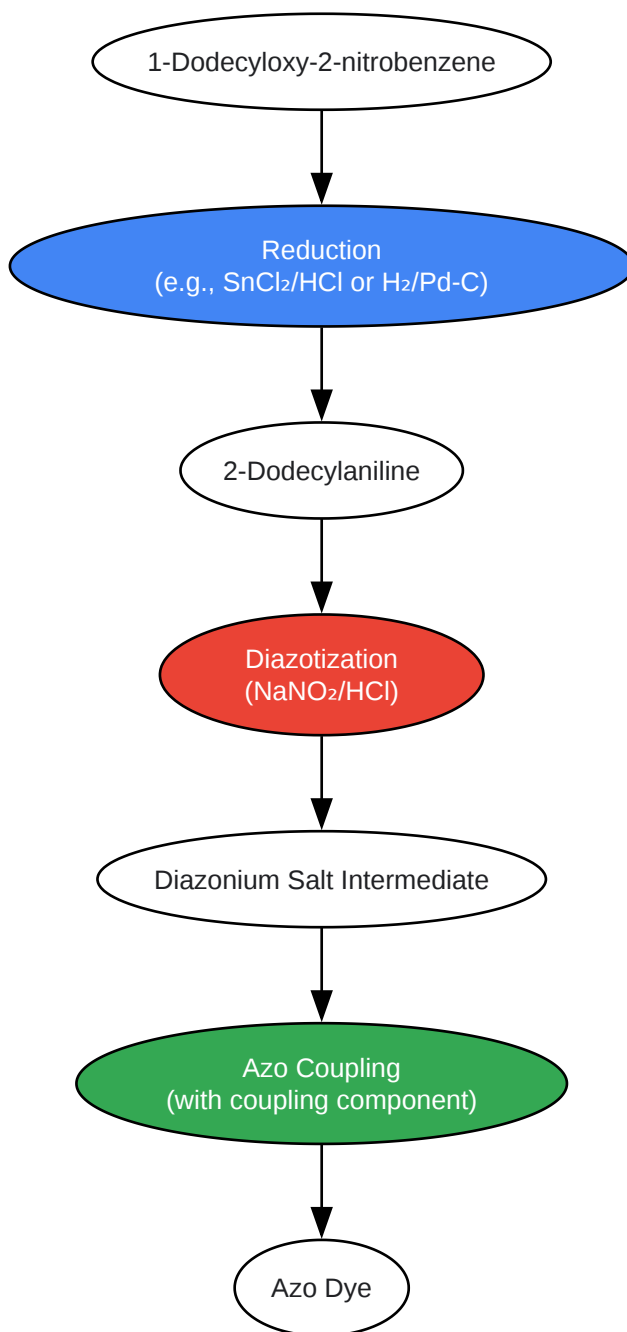 1-Dodecyloxy-2-nitrobenzene
Reduction
(e.g., SnCl₂/HCl or H₂/Pd-C)
2-Dodecylaniline
Diazotization
(NaNO₂/HCl)
Diazonium Salt Intermediate
Azo Coupling
(with coupling component)
Azo Dye